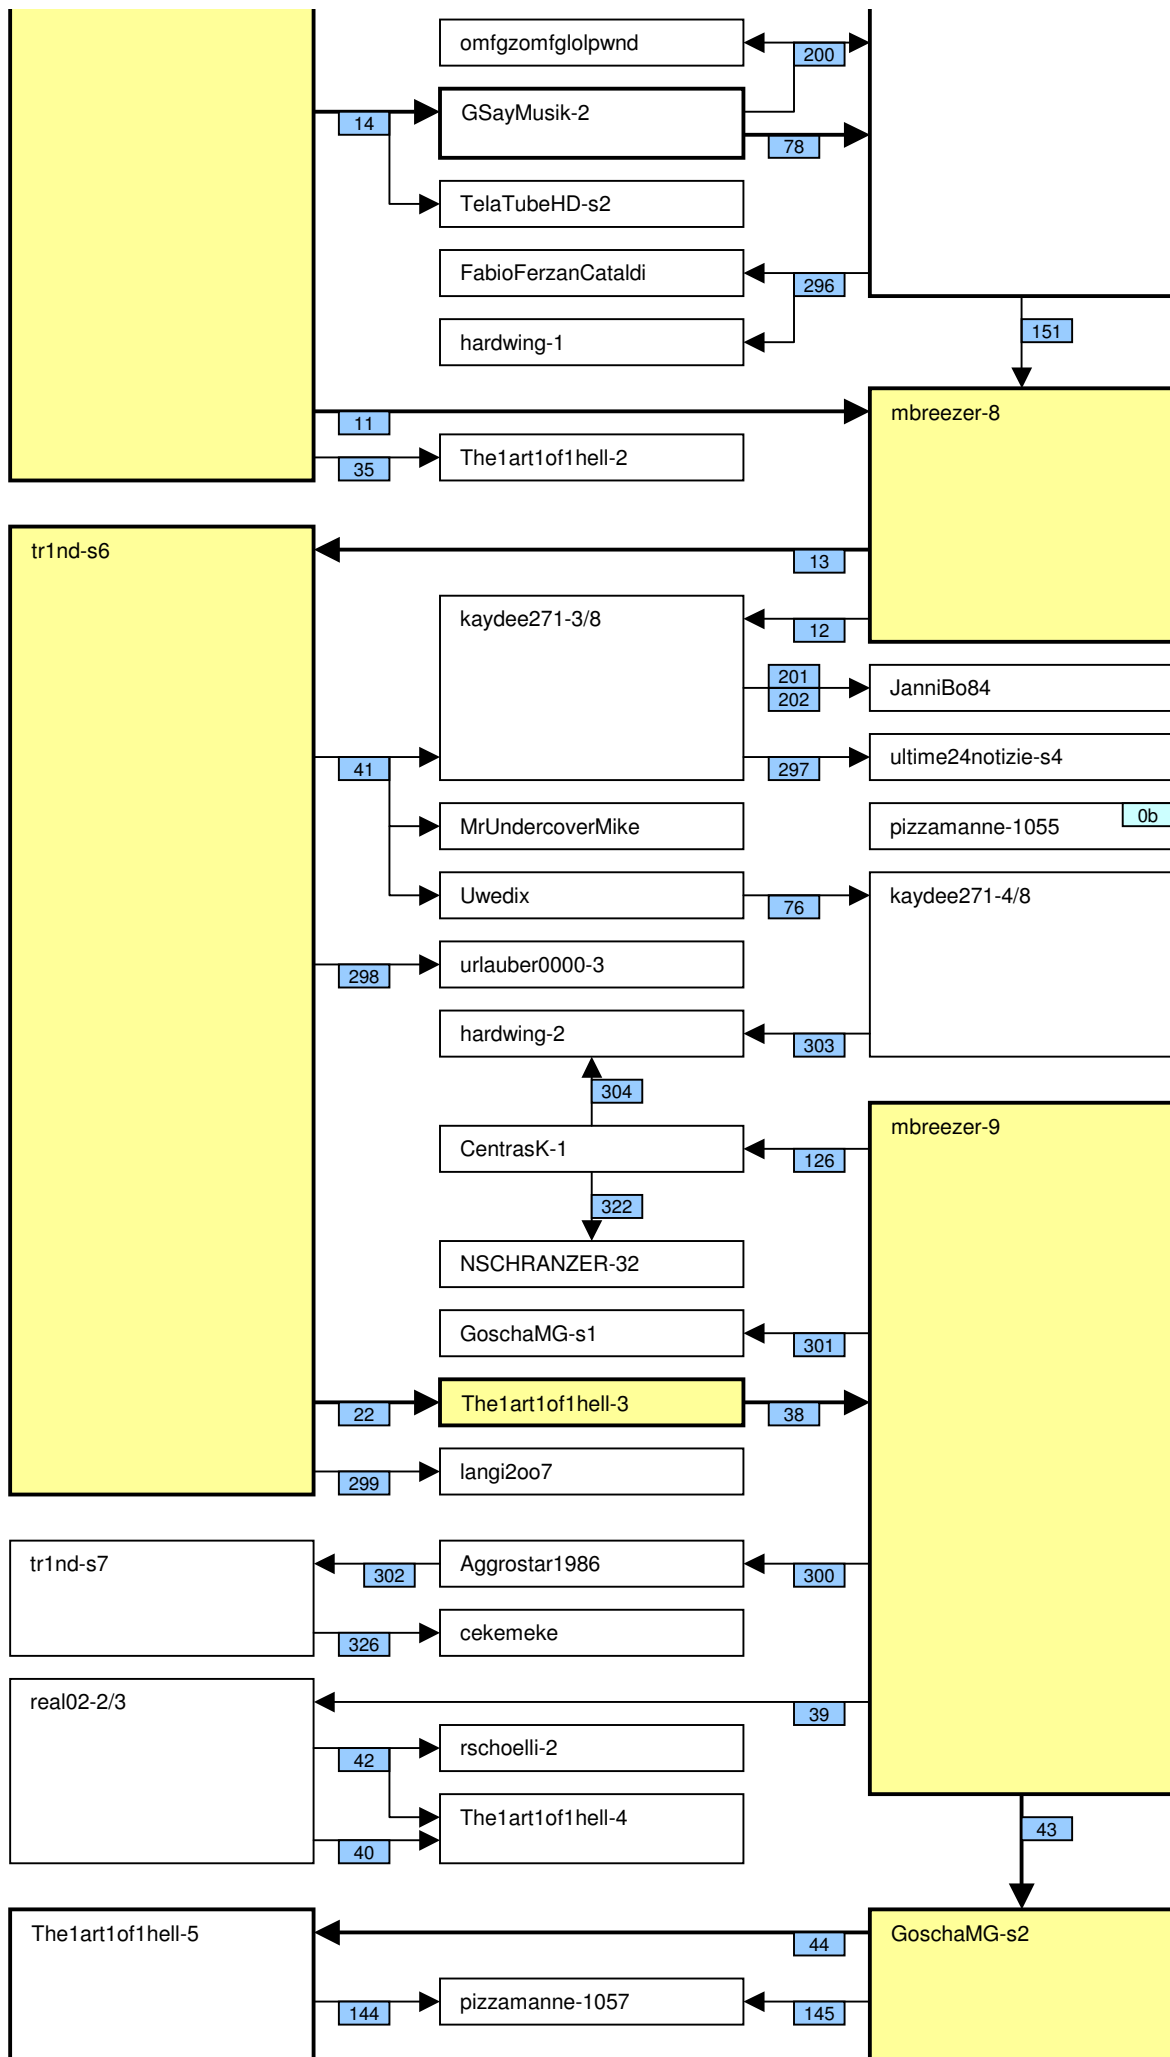 omfgzomfglolpwnd
200
GSayMusik-2
14
78
TelaTubeHD-s2
FabioFerzanCataldi
296
hardwing-1
151
mbreezer-8
11
The1art1of1hell-2
35
tr1nd-s6
13
kaydee271-3/8
12
201
202
JanniBo84
41
297
ultime24notizie-s4
MrUndercoverMike
pizzamanne-1055
0b
Uwedix
76
kaydee271-4/8
298
urlauber0000-3
hardwing-2
303
304
mbreezer-9
CentrasK-1
126
322
NSCHRANZER-32
GoschaMG-s1
301
22
The1art1of1hell-3
38
299
langi2oo7
tr1nd-s7
302
Aggrostar1986
300
326
cekemeke
real02-2/3
39
42
rschoelli-2
The1art1of1hell-4
40
43
The1art1of1hell-5
44
GoschaMG-s2
144
pizzamanne-1057
145